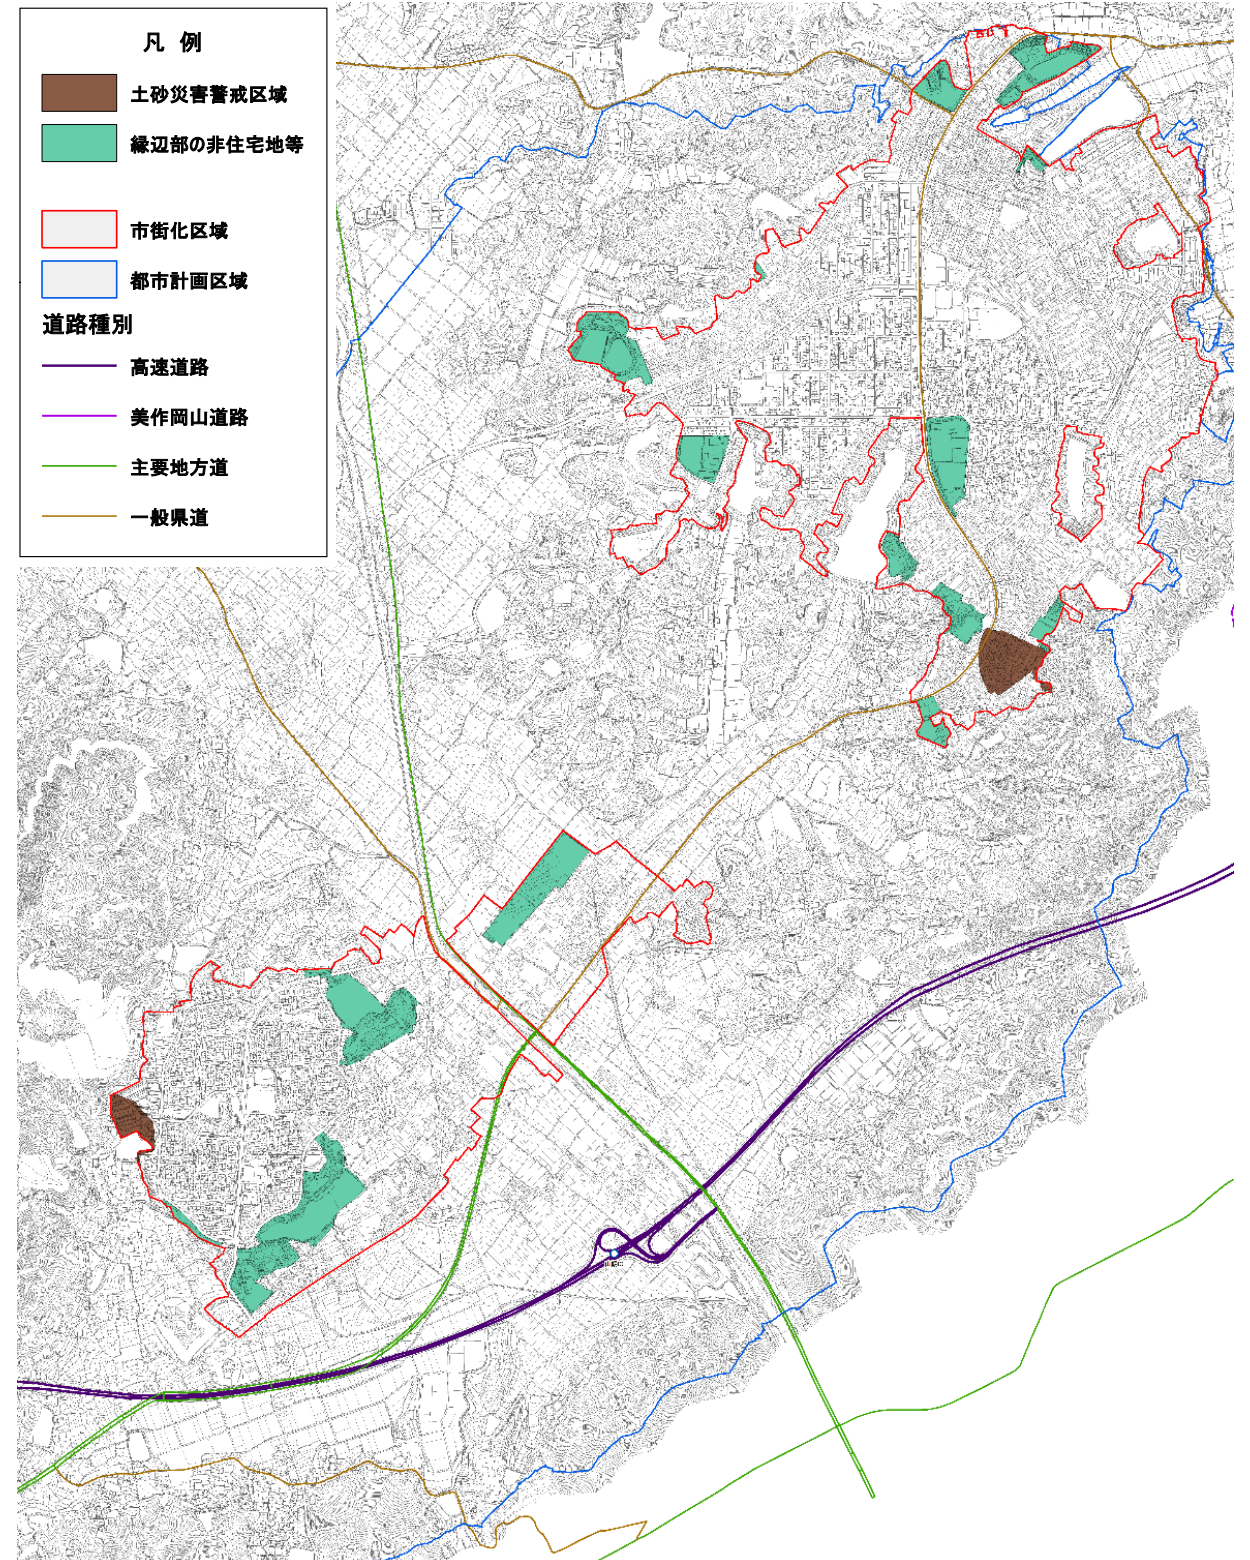 凡 例
土砂災害警戒区域
縁辺部の非住宅地等
市街化区域
都市計画区域
道路種別
高速道路
美作岡山道路
主要地方道
一般県道